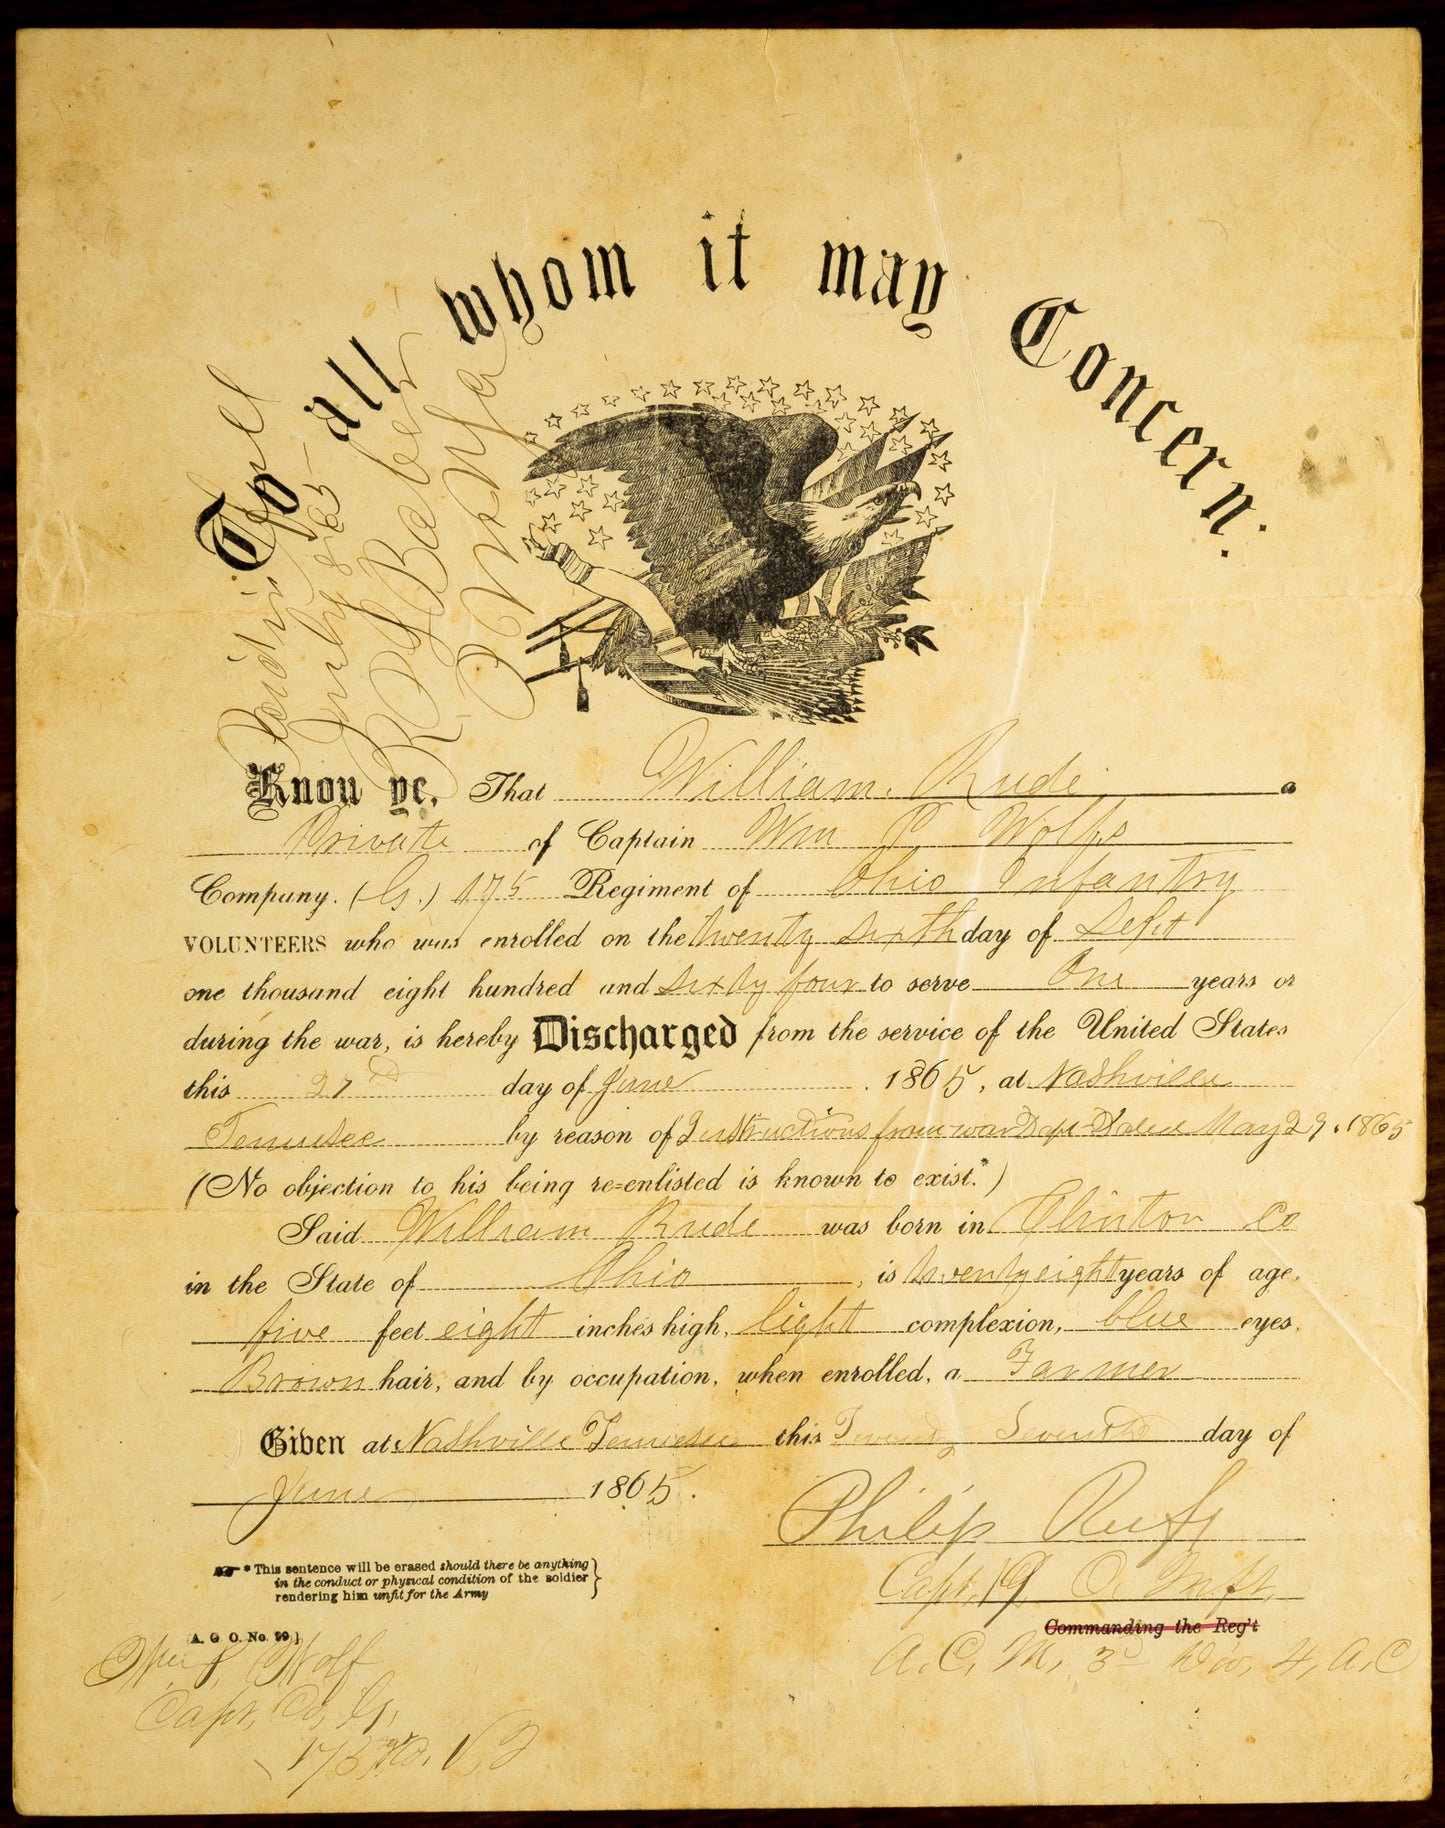 To all whom it may Concern:
Paid in full
July 1865
R O
Know ye, That William. Rude a
Private of Captain Wm P Wolfs
Company. (G.) 175 Regiment of Ohio Infantry
VOLUNTEERS who was enrolled on the twenty sixth day of Sept
one thousand eight hundred and sixty four to serve One years or
during the war, is hereby Discharged from the service of the United States
this 27 day of June 1865, at Nashville
Tennessee by reason of Instructions from war Dept Dated May 29, 1865
(No objection to his being re=enlisted is known to exist.*)
Said William Rude was born in Clinton Co
in the State of Ohio, is twenty eight years of age,
five feet eight inches high, light complexion, blue eyes,
Brown hair, and by occupation, when enrolled, a Farmer
Given at Nashville Tennessee this Twenty Seventh day of
June 1865.
Philip
Capt, 19, O. Inft,
Commanding the Reg't
A, C, M, 3d Div, 4, A, C
* This sentence will be erased should there be anything
in the conduct or physical condition of the soldier
rendering him unfit for the Army
(A. G. O. No. 99)
Wm P. Wolf
Capt, Co, G,
175 O. V, I